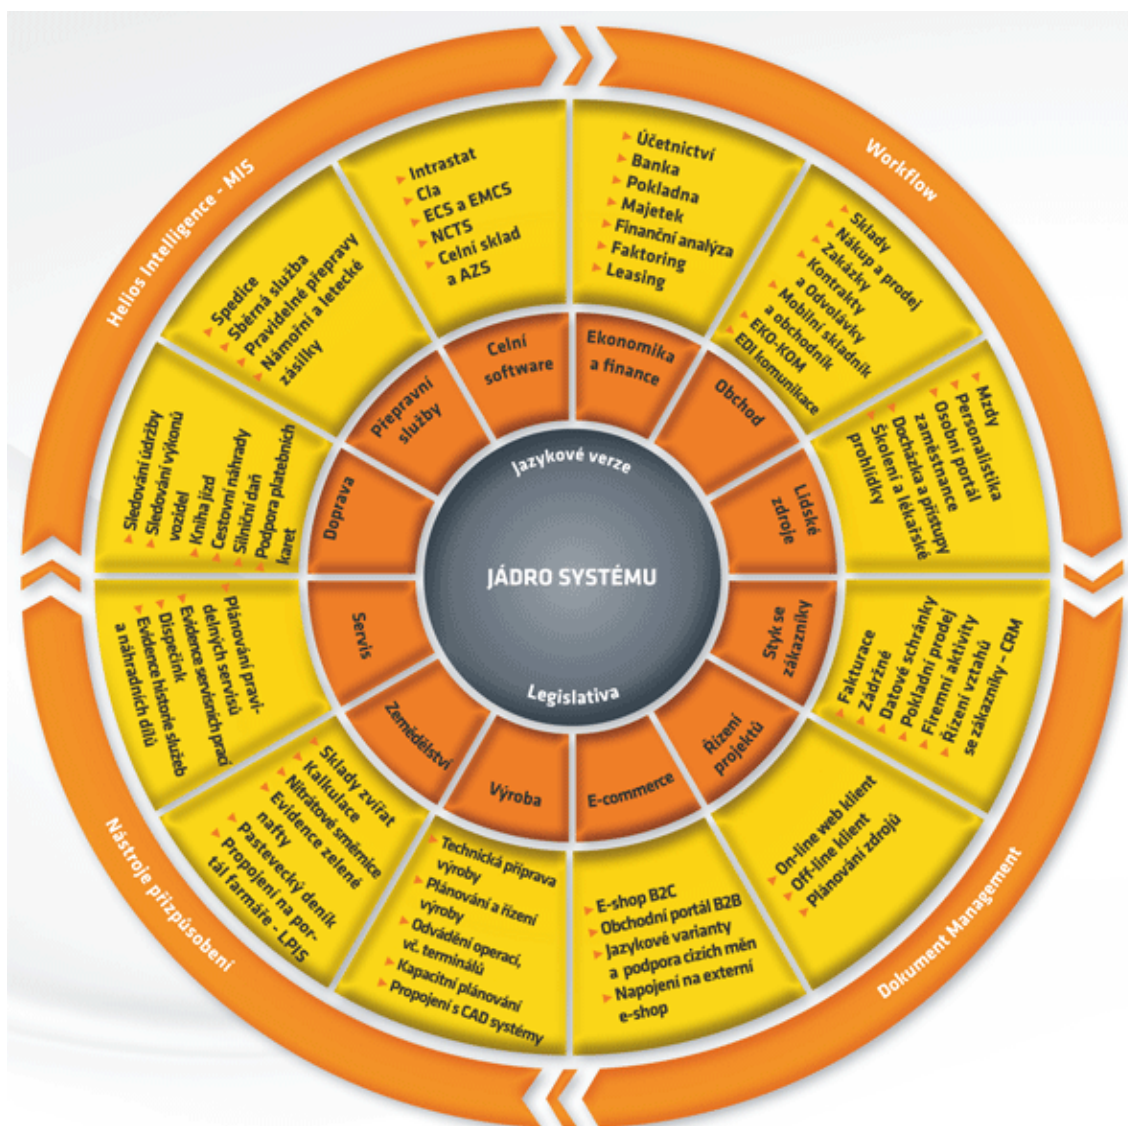 Helios Intelligence - MIS
Workflow
Dokument Management
Nástroje přizpůsobení
Jazykové verze
JÁDRO SYSTÉMU
Legislativa
Ekonomika
a finance
Účetnictví
Banka
Pokladna
Majetek
Finanční analýza
Faktoring
Leasing
Obchod
Sklady
Nákup a prodej
Zakázky
Kontrakty
a Odvolávky
Mobilní skladník
a obchodník
EKO-KOM
EDI komunikace
Lidské
zdroje
Mzdy
Personalistika
Osobní portál
zaměstnance
Docházka a přístupy
Školení a lékařské
prohlídky
Styk se
zákazníky
Fakturace
Zádržné
Datové schránky
Pokladní prodej
Firemní aktivity
Řízení vztahů
se zákazníky - CRM
Řízení
projektů
On-line web klient
Off-line klient
Plánování zdrojů
E-commerce
E-shop B2C
Obchodní portál B2B
Jazykové varianty
a podpora cizích měn
Napojení na externí
e-shop
Výroba
Technická příprava
výroby
Plánování a řízení
výroby
Odvádění operací,
vč. terminálů
Kapacitní plánování
Propojení s CAD systémy
Zemědělství
Sklady zvířat
Kalkulace
Nitrátové směrnice
Evidence zelené
nafty
Pastevecký deník
Propojení na por-
tál farmáře - LPIS
Servis
Plánování pravi-
delných servisů
Evidence servisních prací
Dispečink
Evidence historie služeb
a náhradních dílů
Doprava
Sledování údržby
Sledování výkonů
vozidel
Kniha jízd
Cestovní náhrady
Silniční daň
Podpora platebních
karet
Přepravní
služby
Spedice
Sběrná služba
Pravidelné přepravy
Námořní a letecké
zásilky
Celní
software
Intrastat
Cla
ECS a EMCS
NCTS
Celní sklad
a AZS